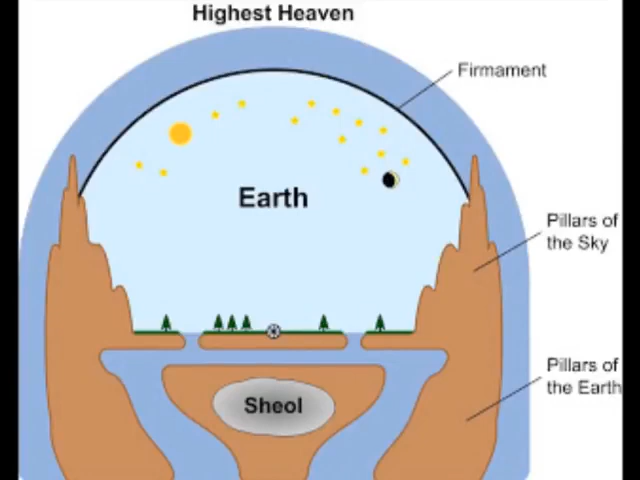 Highest Heaven
Firmament
Earth
Pillars of
the Sky
Pillars of
the Earth
Sheol